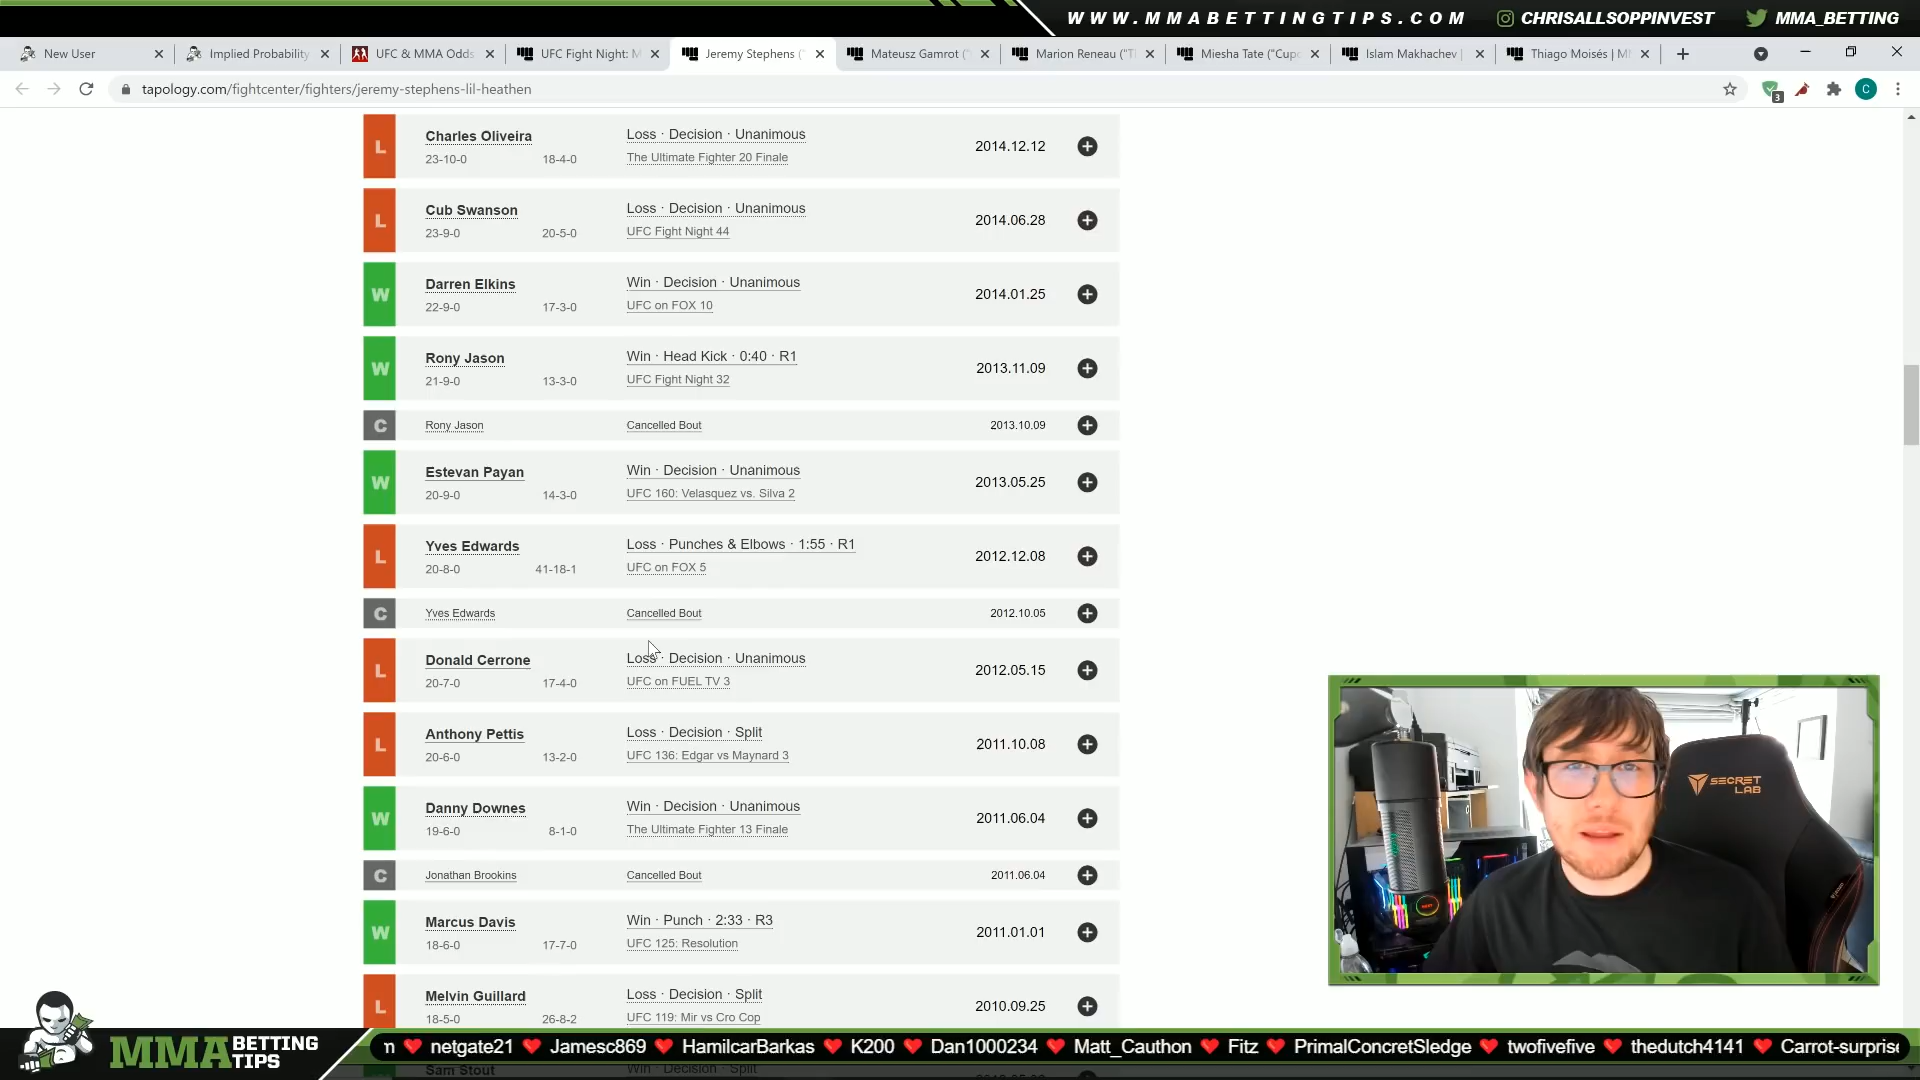 WWW.MMABETTINGTIPS.COM
CHRISALLSOPPINVEST
MMA_BETTING
New User
Implied Probability
UFC & MMA Odds
UFC Fight Night: M
Jeremy Stephens ("
Mateusz Gamrot ("
Marion Reneau ("T
Miesha Tate ("Cupc
Islam Makhachev |
Thiago Moisés | M
tapology.com/fightcenter/fighters/jeremy-stephens-lil-heathen
3
C
L
Charles Oliveira
23-10-0 18-4-0
Loss · Decision · Unanimous
The Ultimate Fighter 20 Finale
2014.12.12
L
Cub Swanson
23-9-0 20-5-0
Loss · Decision · Unanimous
UFC Fight Night 44
2014.06.28
W
Darren Elkins
22-9-0 17-3-0
Win · Decision · Unanimous
UFC on FOX 10
2014.01.25
W
Rony Jason
21-9-0 13-3-0
Win · Head Kick · 0:40 · R1
UFC Fight Night 32
2013.11.09
C
Rony Jason
Cancelled Bout
2013.10.09
W
Estevan Payan
20-9-0 14-3-0
Win · Decision · Unanimous
UFC 160: Velasquez vs. Silva 2
2013.05.25
L
Yves Edwards
20-8-0 41-18-1
Loss · Punches & Elbows · 1:55 · R1
UFC on FOX 5
2012.12.08
C
Yves Edwards
Cancelled Bout
2012.10.05
L
Donald Cerrone
20-7-0 17-4-0
Loss · Decision · Unanimous
UFC on FUEL TV 3
2012.05.15
L
Anthony Pettis
20-6-0 13-2-0
Loss · Decision · Split
UFC 136: Edgar vs Maynard 3
2011.10.08
W
Danny Downes
19-6-0 8-1-0
Win · Decision · Unanimous
The Ultimate Fighter 13 Finale
2011.06.04
C
Jonathan Brookins
Cancelled Bout
2011.06.04
W
Marcus Davis
18-6-0 17-7-0
Win · Punch · 2:33 · R3
UFC 125: Resolution
2011.01.01
L
Melvin Guillard
18-5-0 26-8-2
Loss · Decision · Split
UFC 119: Mir vs Cro Cop
2010.09.25
SECRET
LAB
MMA BETTING
TIPS
m netgate21 Jamesc869 HamilcarBarkas K200 Dan1000234 Matt_Cauthon Fitz PrimalConcretSledge twofivefive thedutch4141 Carrot-surprise
Sam Stout
Win · Decision · Split